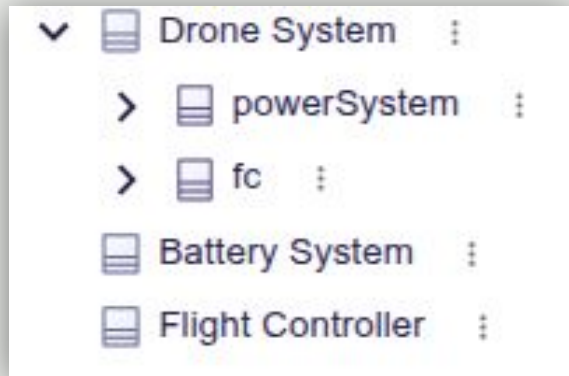 Drone System
powerSystem
fc
Battery System
Flight Controller